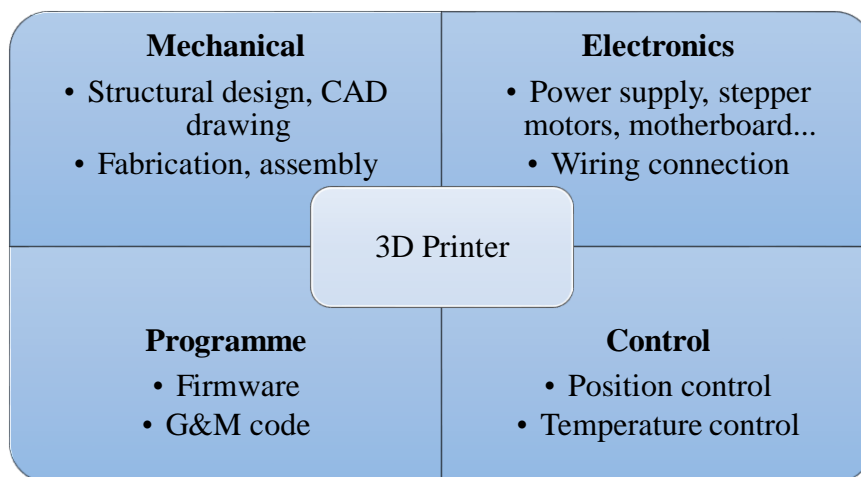 Mechanical
• Structural design, CAD
drawing
• Fabrication, assembly
Electronics
• Power supply, stepper
motors, motherboard...
• Wiring connection
3D Printer
Programme
• Firmware
• G&M code
Control
• Position control
• Temperature control